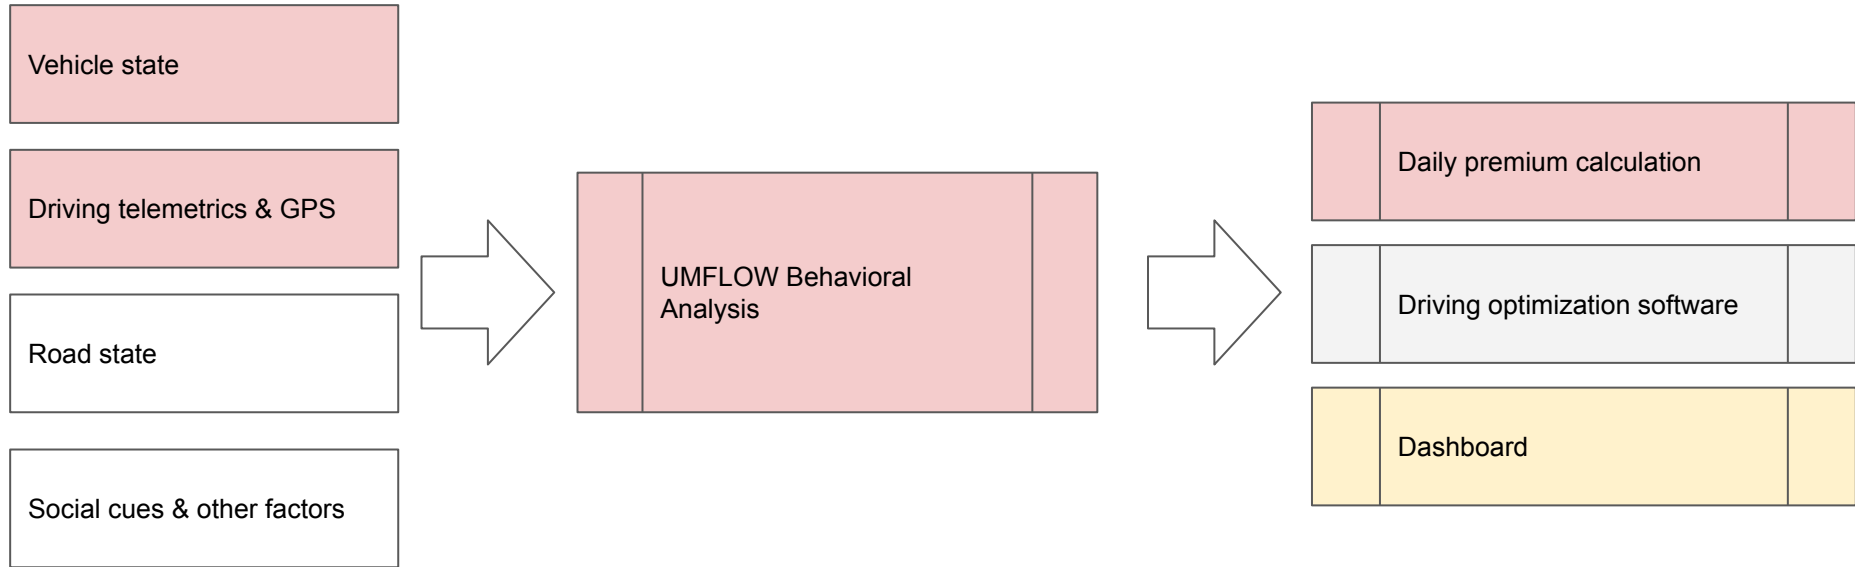 Vehicle state
Driving telemetrics & GPS
Road state
Social cues & other factors
UMFLOW Behavioral
Analysis
Daily premium calculation
Driving optimization software
Dashboard